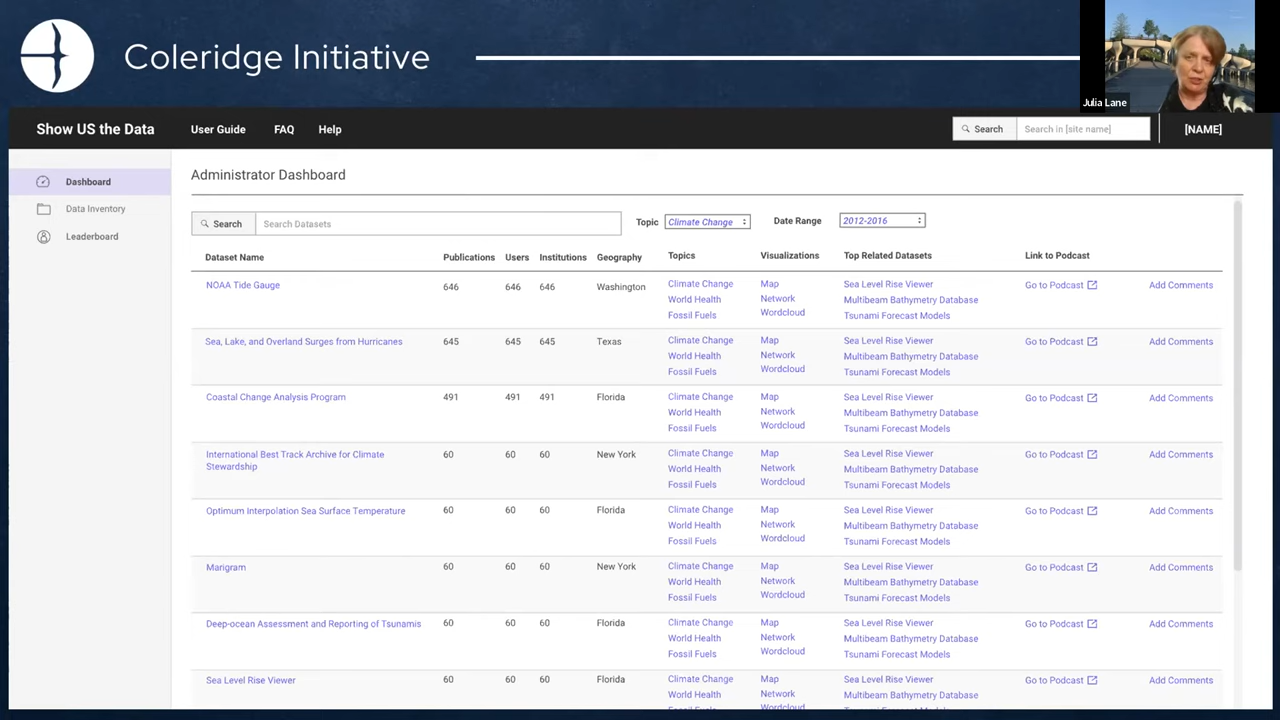 Coleridge Initiative
Julia Lane
Show US the Data User Guide FAQ Help Search Search in [site name] [NAME]
Dashboard
Data Inventory
Leaderboard
Administrator Dashboard
Search Search Datasets Topic Climate Change Date Range 2012-2016
Dataset Name Publications Users Institutions Geography Topics Visualizations Top Related Datasets Link to Podcast
NOAA Tide Gauge 646 646 646 Washington Climate Change Map Sea Level Rise Viewer Go to Podcast Add Comments
World Health Network Multibeam Bathymetry Database
Fossil Fuels Wordcloud Tsunami Forecast Models
Sea, Lake, and Overland Surges from Hurricanes 645 645 645 Texas Climate Change Map Sea Level Rise Viewer Go to Podcast Add Comments
World Health Network Multibeam Bathymetry Database
Fossil Fuels Wordcloud Tsunami Forecast Models
Coastal Change Analysis Program 491 491 491 Florida Climate Change Map Sea Level Rise Viewer Go to Podcast Add Comments
World Health Network Multibeam Bathymetry Database
Fossil Fuels Wordcloud Tsunami Forecast Models
International Best Track Archive for Climate 60 60 60 New York Climate Change Map Sea Level Rise Viewer Go to Podcast Add Comments
Stewardship World Health Network Multibeam Bathymetry Database
Fossil Fuels Wordcloud Tsunami Forecast Models
Optimum Interpolation Sea Surface Temperature 60 60 60 Florida Climate Change Map Sea Level Rise Viewer Go to Podcast Add Comments
World Health Network Multibeam Bathymetry Database
Fossil Fuels Wordcloud Tsunami Forecast Models
Marigram 60 60 60 New York Climate Change Map Sea Level Rise Viewer Go to Podcast Add Comments
World Health Network Multibeam Bathymetry Database
Fossil Fuels Wordcloud Tsunami Forecast Models
Deep-ocean Assessment and Reporting of Tsunamis 60 60 60 Florida Climate Change Map Sea Level Rise Viewer Go to Podcast Add Comments
World Health Network Multibeam Bathymetry Database
Fossil Fuels Wordcloud Tsunami Forecast Models
Sea Level Rise Viewer 60 60 60 Florida Climate Change Map Sea Level Rise Viewer Go to Podcast Add Comments
World Health Network Multibeam Bathymetry Database